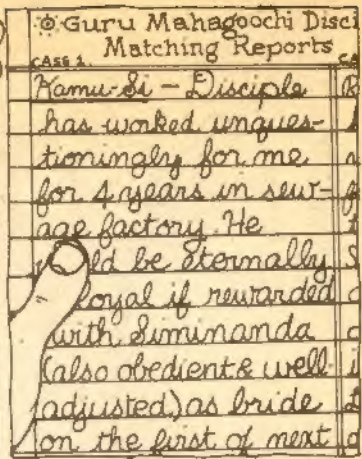 Guru Mahagoochi Disci
Matching Reports
CASE 1.
Kamu-Si – Disciple
has worked unques-
tioningly for me
for 4 years in sew-
age factory. He
ld be eternally
loyal if rewarded
with Siminanda
(also obedient & well
adjusted) as bride
on the first of next